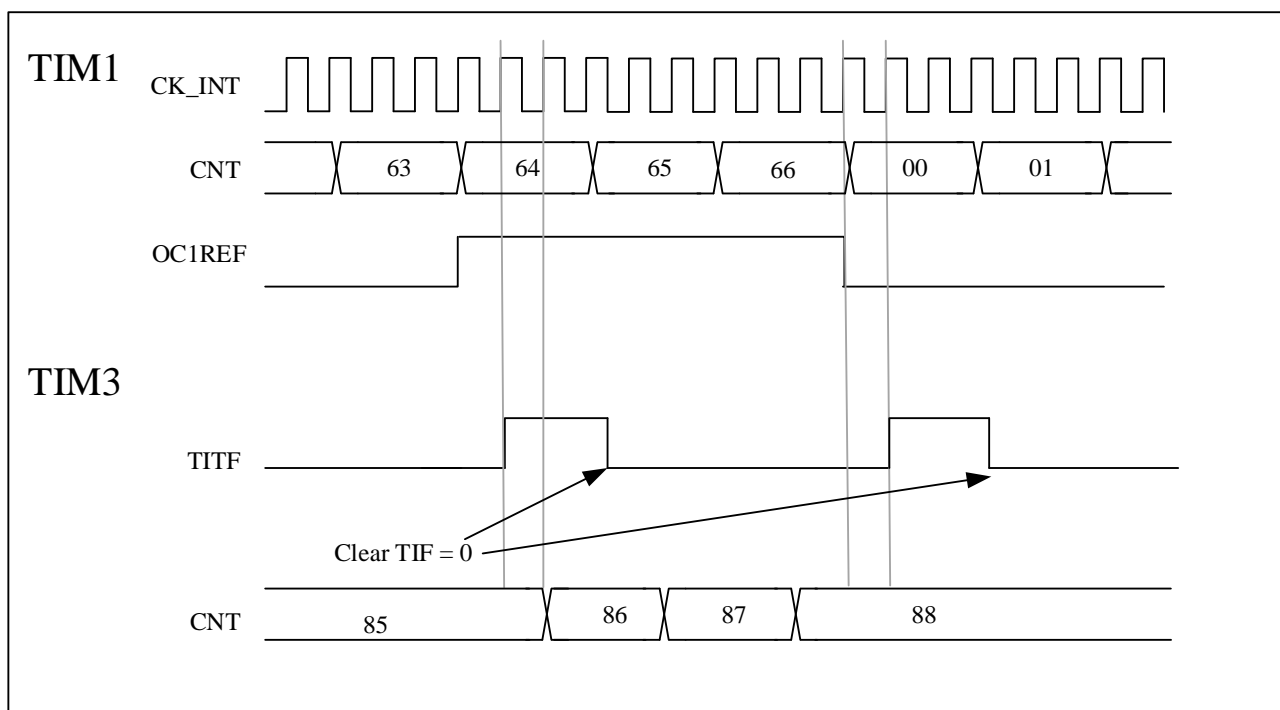 TIM1
CK_INT
CNT
63 64 65 66 00 01
OC1REF
TIM3
TITF
Clear TIF = 0
CNT
85 86 87 88